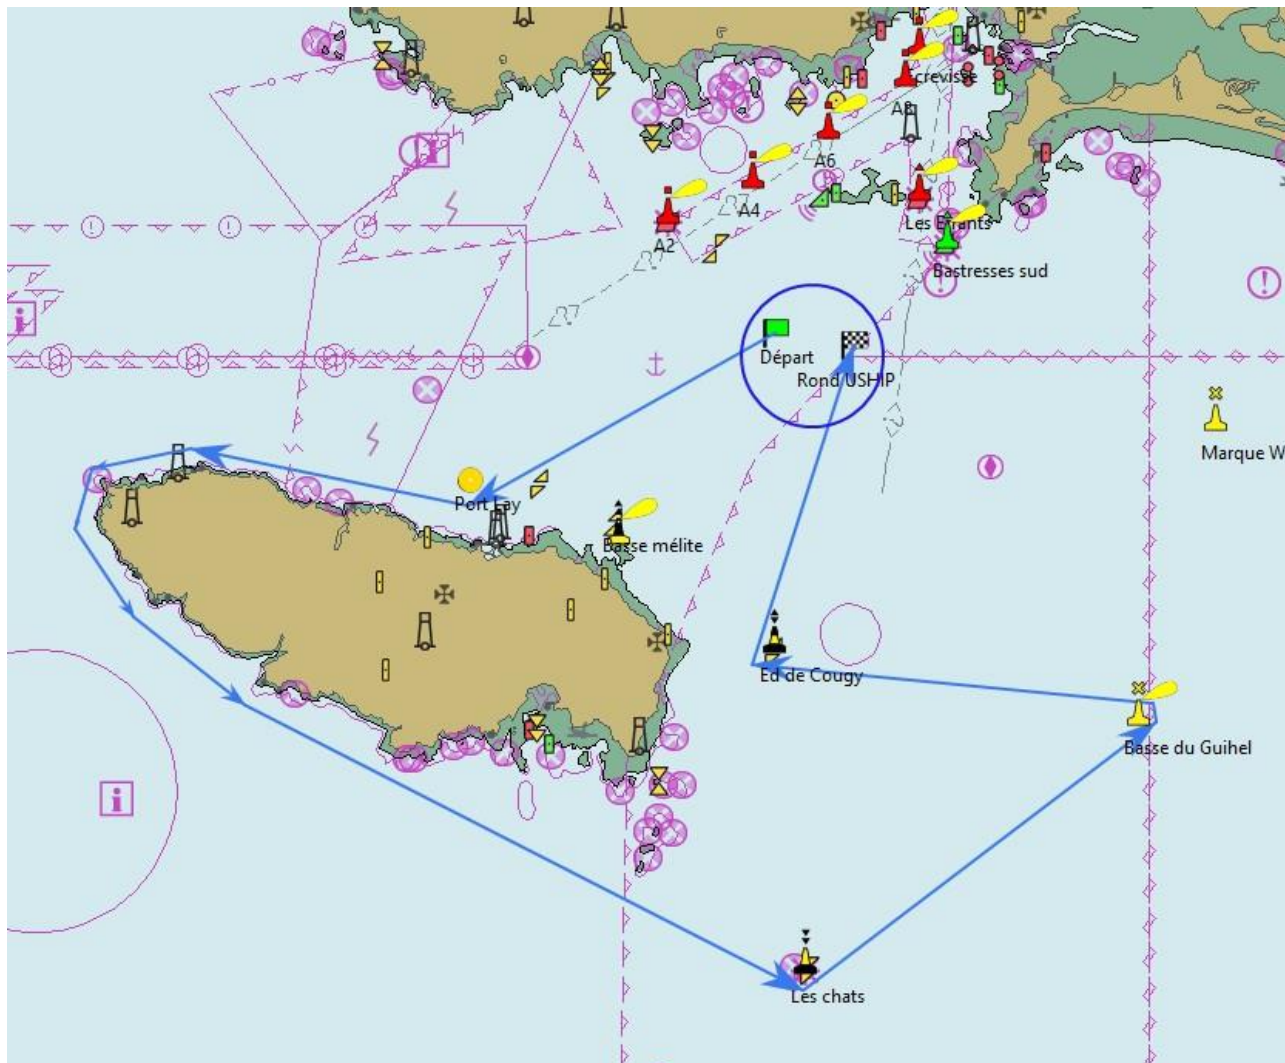 Ecrevisse
A8
A6
A4
A2
Les Errants
Bastresses sud
Départ
Rond USHIP
Marque W
Port Lay
Basse mélite
Ed de Cougy
Basse du Guihel
Les chats